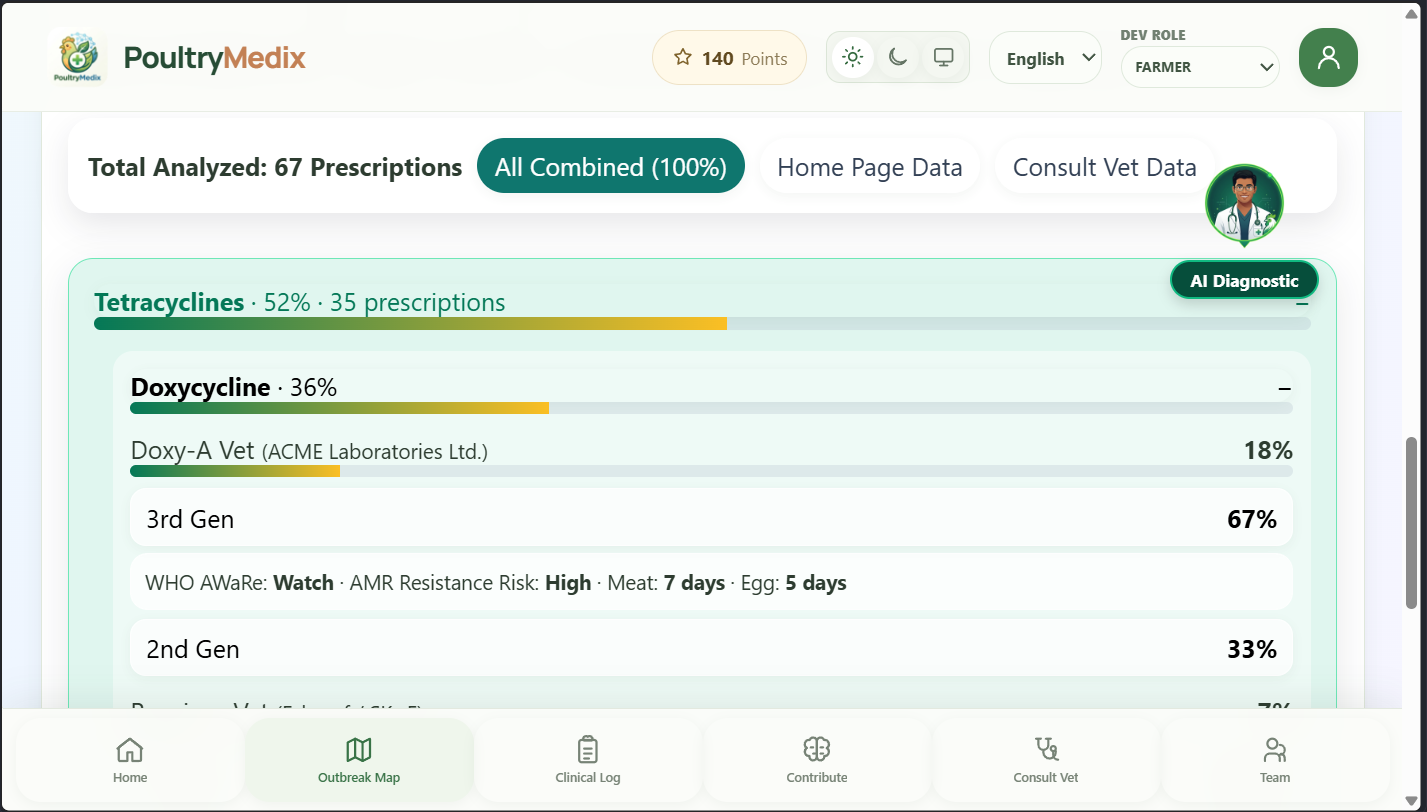 PoultryMedix
PoultryMedix
140 Points
English
DEV ROLE
FARMER
Total Analyzed: 67 Prescriptions
All Combined (100%)
Home Page Data
Consult Vet Data
AI Diagnostic
Tetracyclines · 52% · 35 prescriptions
–
Doxycycline · 36%
–
Doxy-A Vet (ACME Laboratories Ltd.)
18%
3rd Gen
67%
WHO AWaRe: Watch · AMR Resistance Risk: High · Meat: 7 days · Egg: 5 days
2nd Gen
33%
Home
Outbreak Map
Clinical Log
Contribute
Consult Vet
Team